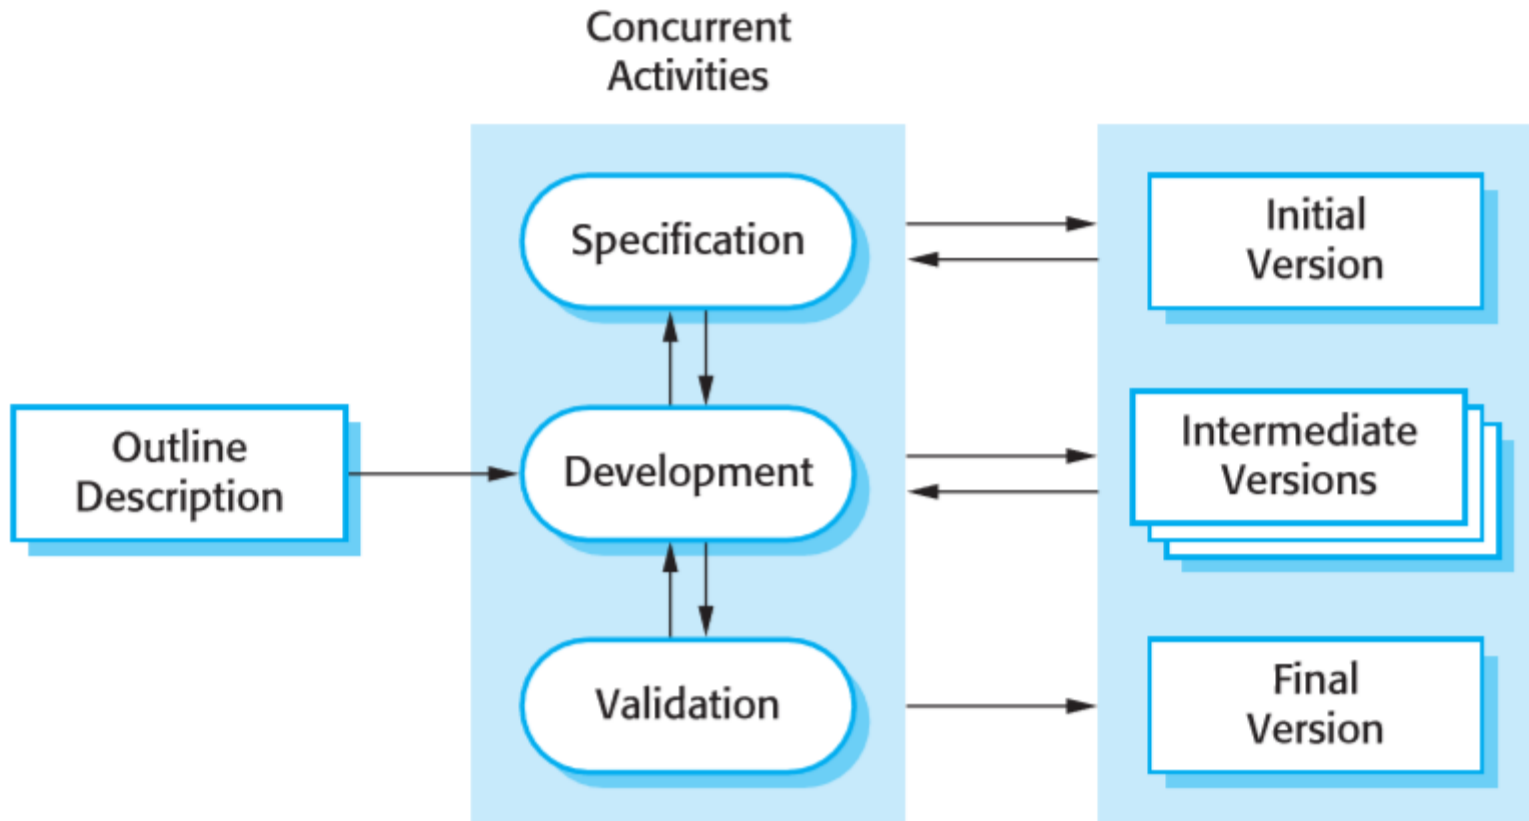 Concurrent
Activities
Specification
Initial
Version
Outline
Description
Development
Intermediate
Versions
Validation
Final
Version